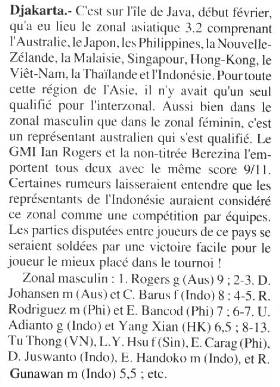 Djakarta.- C'est sur l'île de Java, début février,
qu'a eu lieu le zonal asiatique 3.2 comprenant
l'Australie, le Japon, les Philippines, la Nouvelle-
Zélande, la Malaisie, Singapour, Hong-Kong, le
Viêt-Nam, la Thaïlande et l'Indonésie. Pour toute
cette région de l'Asie, il n'y avait qu'un seul
qualifié pour l'interzonal. Aussi bien dans le
zonal masculin que dans le zonal féminin, c'est
un représentant australien qui s'est qualifié. Le
GMI Ian Rogers et la non-titrée Berezina l'em-
portent tous deux avec le même score 9/11.
Certaines rumeurs laisseraient entendre que les
représentants de l'Indonésie auraient considéré
ce zonal comme une compétition par équipes.
Les parties disputées entre joueurs de ce pays se
seraient soldées par une victoire facile pour le
joueur le mieux placé dans le tournoi !
Zonal masculin : 1. Rogers g (Aus) 9 ; 2-3. D.
Johansen m (Aus) et C. Barus f (Indo) 8 ; 4-5. R.
Rodriguez m (Phi) et E. Bancod (Phi) 7 ; 6-7. U.
Adianto g (Indo) et Yang Xian (HK) 6,5 ; 8-13.
Tu Thong (VN), L.Y. Hsu f (Sin), E. Carag (Phi),
D. Juswanto (Indo), E. Handoko m (Indo), et R.
Gunawan m (Indo) 5,5 ; etc.